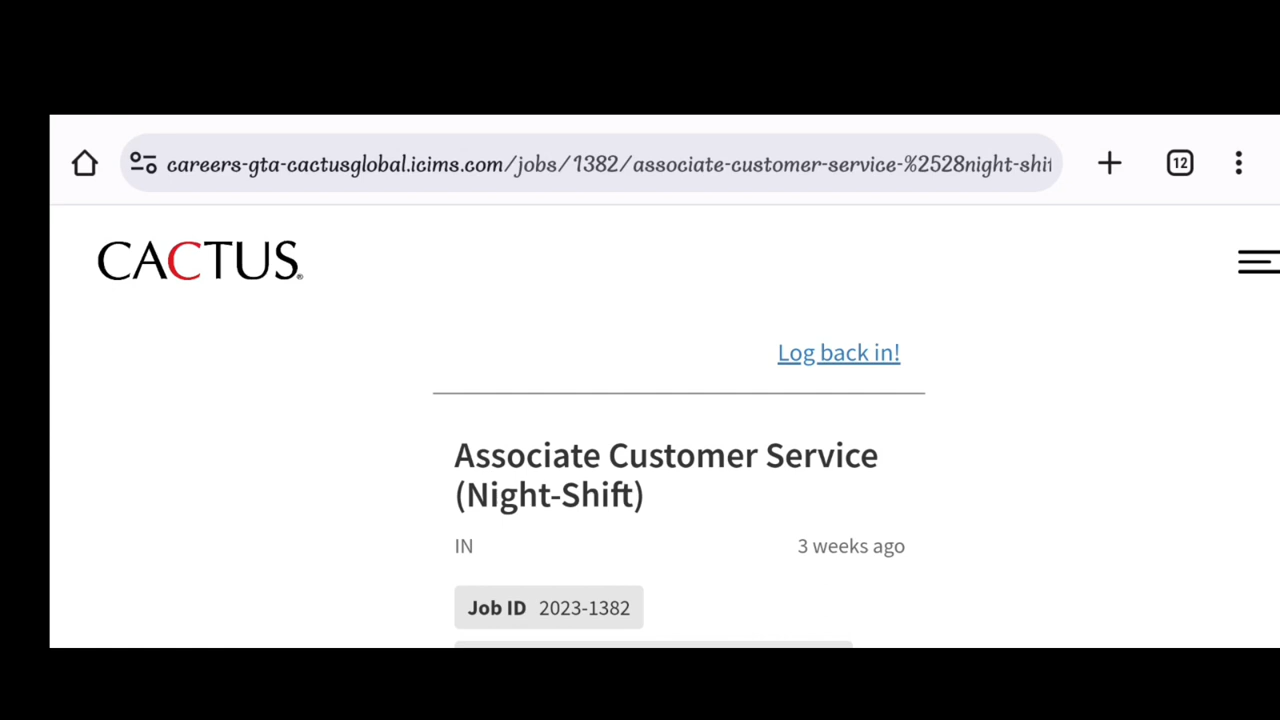 careers-gta-cactusglobal.icims.com/jobs/1382/associate-customer-service-%2528night-shif
12
CACTUS®
Log back in!
Associate Customer Service
(Night-Shift)
IN 3 weeks ago
Job ID 2023-1382